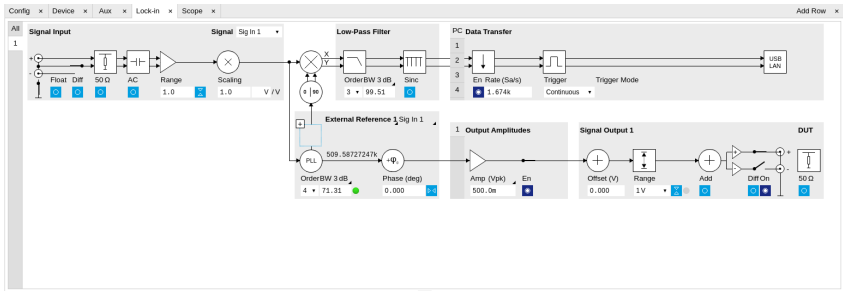 Config × Device × Aux × Lock-in × Scope × Add Row ×
All
1
Signal Input Signal Sig In 1
+
-
Float Diff 50 Ω AC Range Scaling
1.0 1.0 V / V
X
Y
0 90
Low-Pass Filter
Order BW 3 dB Sinc
3 99.51
PC Data Transfer
1
2
3
4
En Rate (Sa/s) Trigger Trigger Mode
1.674k Continuous
USB
LAN
External Reference 1 Sig In 1
+
PLL
509.58727247k
+φ
Order BW 3 dB Phase (deg)
4 71.31 0.000
1 Output Amplitudes
Amp (Vpk) En
500.0m
Signal Output 1 DUT
+
-
Offset (V) Range Add Diff On 50 Ω
0.000 1 V